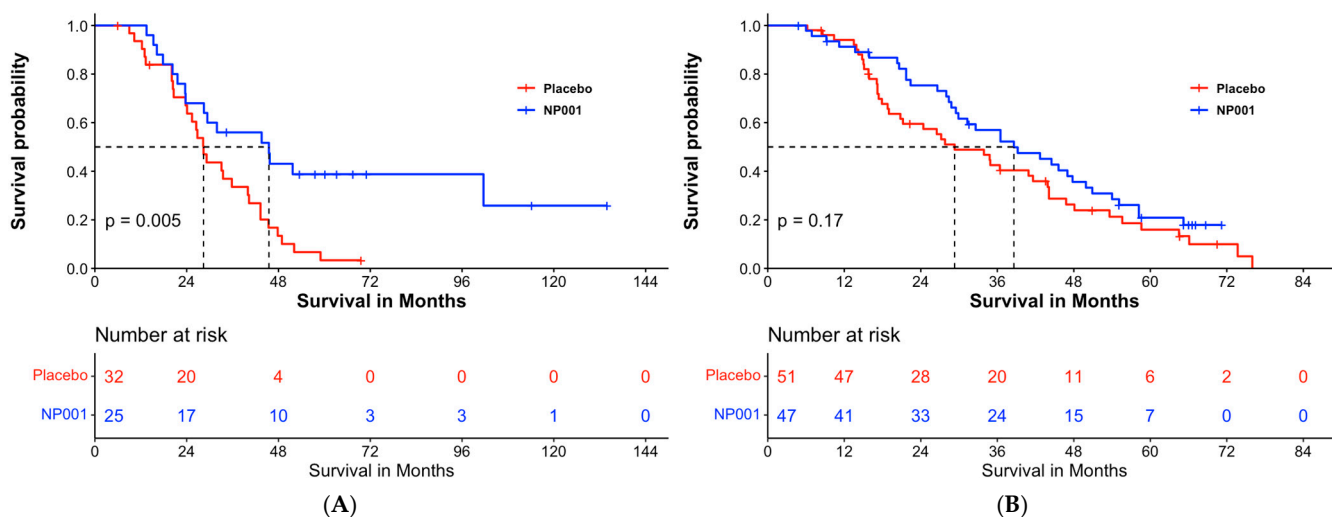 Survival probability
1.0
0.8
0.6
0.4
0.2
0.0
Placebo
NP001
p = 0.005
0 24 48 72 96 120 144
Survival in Months
Number at risk
Placebo 32 20 4 0 0 0 0
NP001 25 17 10 3 3 1 0
0 24 48 72 96 120 144
Survival in Months
(A)
Survival probability
1.0
0.8
0.6
0.4
0.2
0.0
Placebo
NP001
p = 0.17
0 12 24 36 48 60 72 84
Survival in Months
Number at risk
Placebo 51 47 28 20 11 6 2 0
NP001 47 41 33 24 15 7 0 0
0 12 24 36 48 60 72 84
Survival in Months
(B)